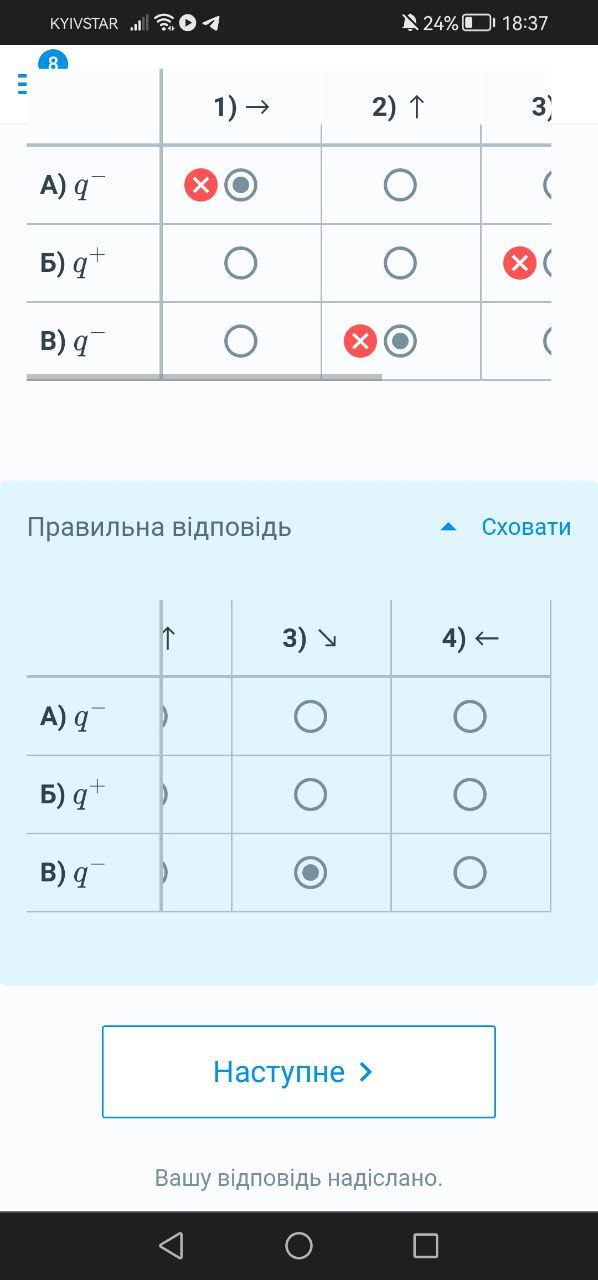 KYIVSTAR 24% 18:37
8
1) → 2) ↑ 3)
А) q⁻
Б) q⁺
В) q⁻
Правильна відповідь Сховати
↑ 3) ↘ 4) ←
А) q⁻
Б) q⁺
В) q⁻
Наступне >
Вашу відповідь надіслано.